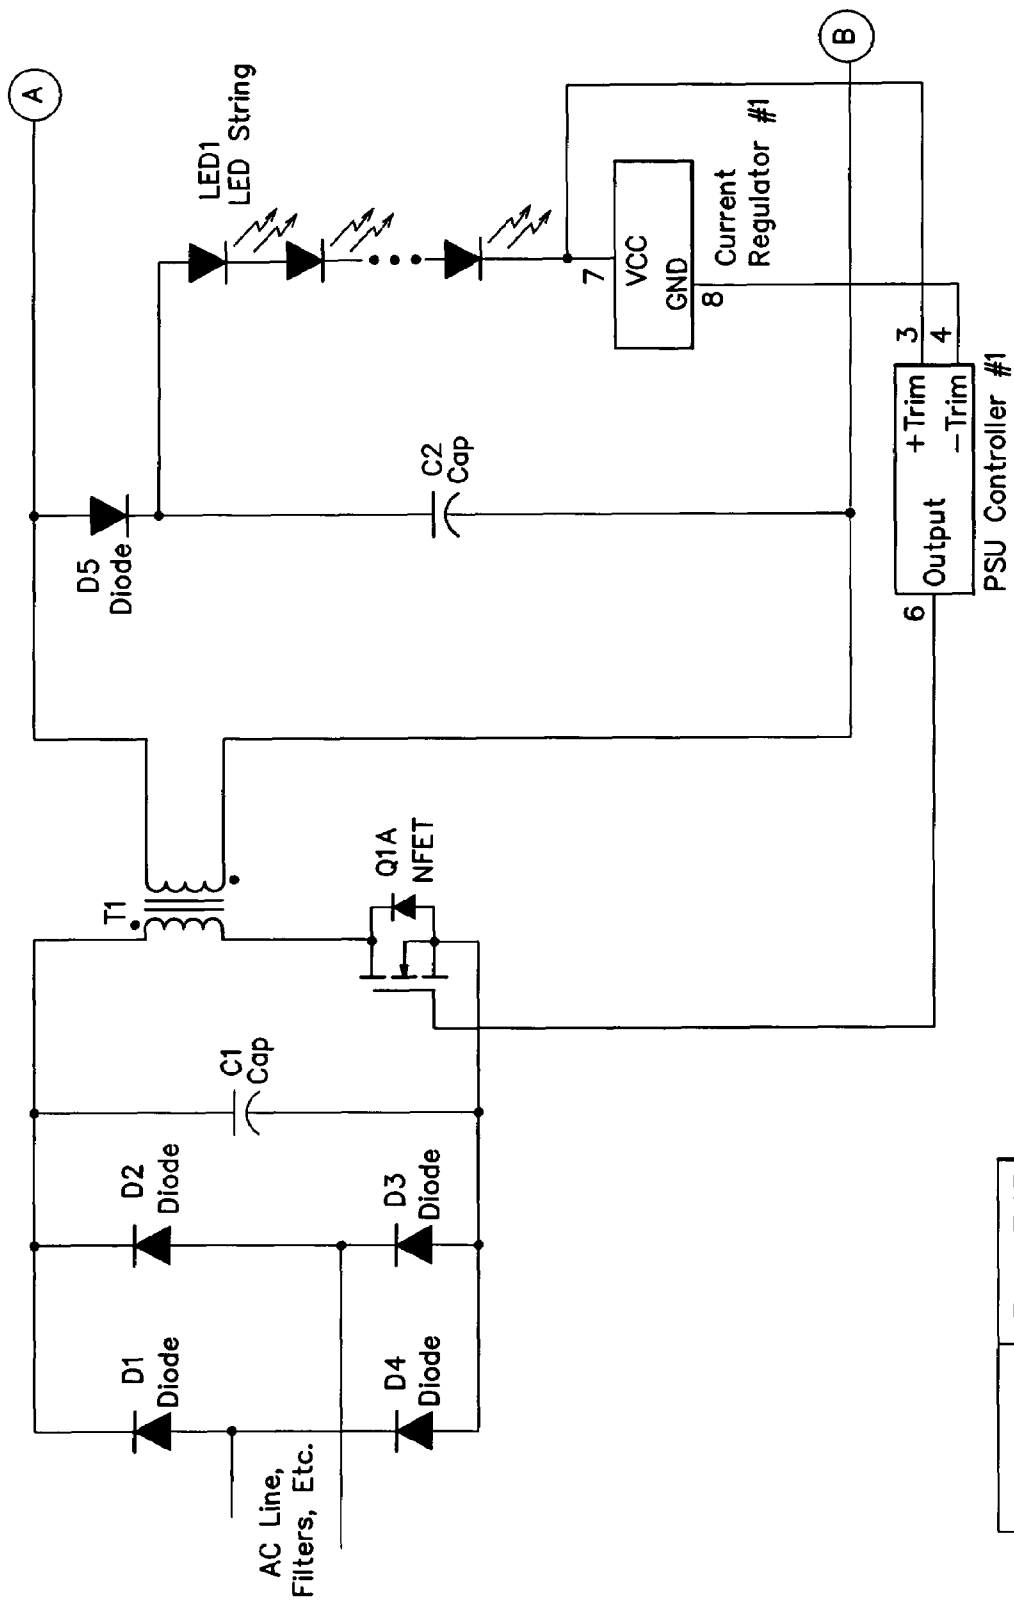 A
B
LED1
LED String
D5
Diode
C2
Cap
7
VCC
GND
8
Current
Regulator #1
3
4
+Trim
−Trim
Output
6
PSU Controller #1
T1
Q1A
NFET
C1
Cap
D2
Diode
D3
Diode
D1
Diode
D4
Diode
AC Line,
Filters, Etc.